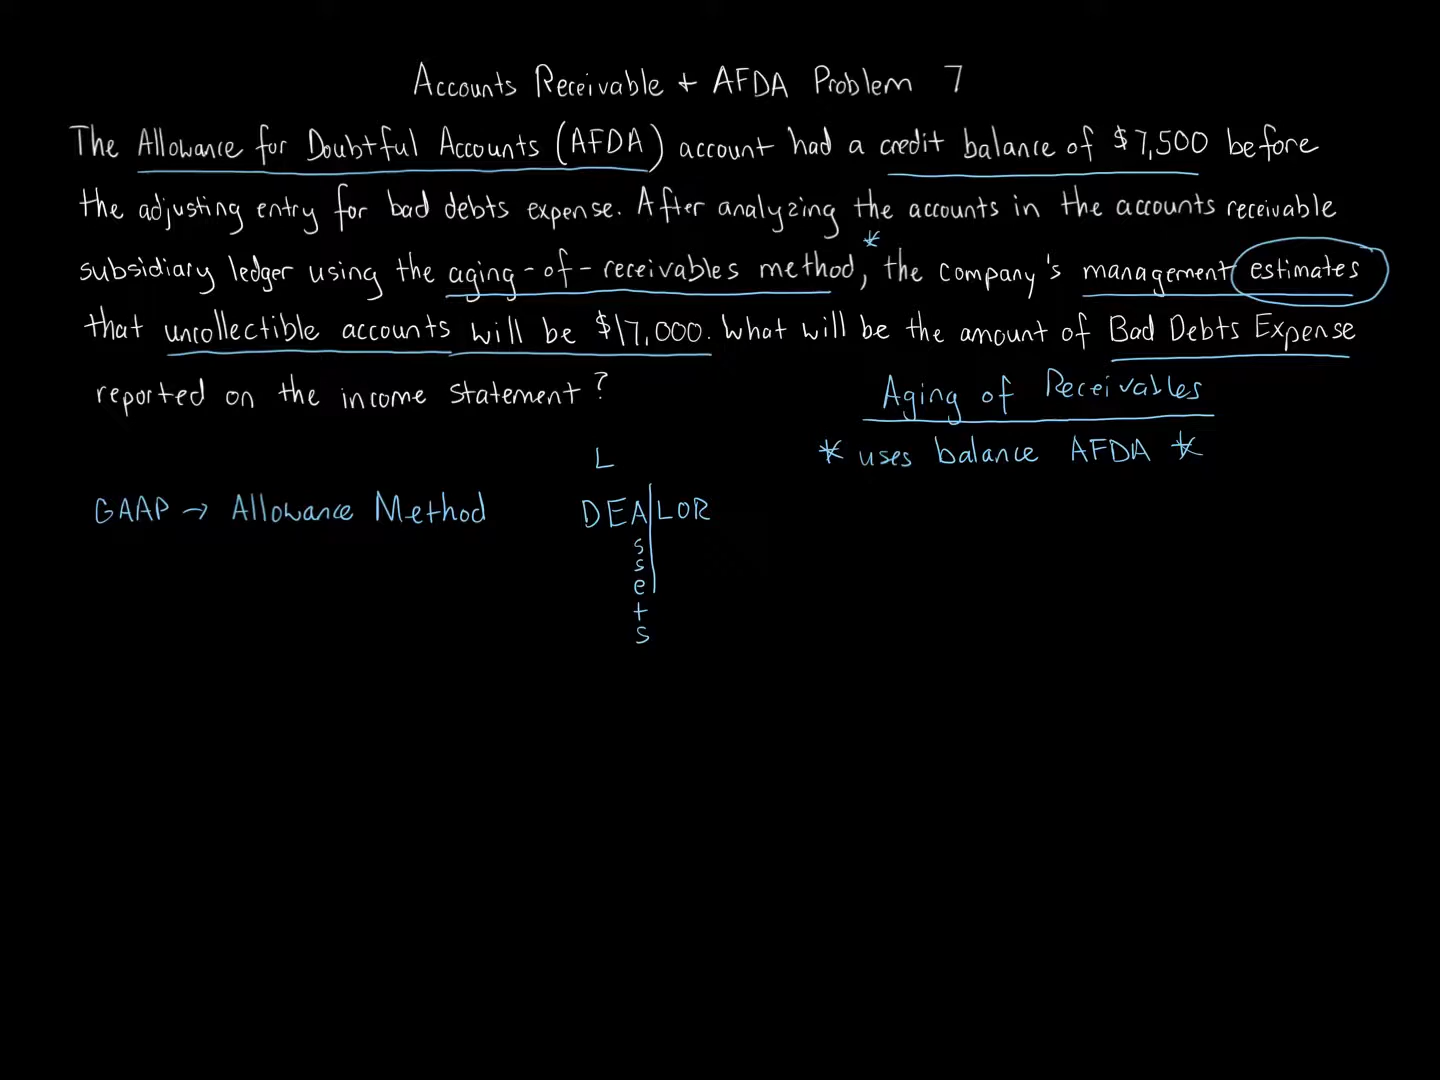 Accounts Receivable + AFDA Problem 7
The Allowance for Doubtful Accounts (AFDA) account had a credit balance of $7,500 before
the adjusting entry for bad debts expense. After analyzing the accounts in the accounts receivable
subsidiary ledger using the aging-of-receivables method*, the company's management estimates
that uncollectible accounts will be $17,000. What will be the amount of Bad Debts Expense
reported on the income statement?
Aging of Receivables
* uses balance AFDA *
L
GAAP → Allowance Method
DEA|LOR
s
s
e
t
s